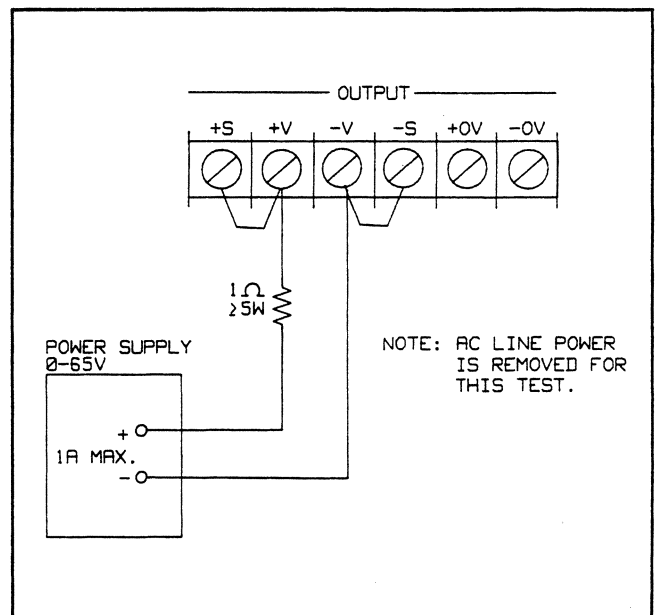 OUTPUT
+S +V -V -S +OV -OV
1Ω
≥5W
POWER SUPPLY
0-65V
NOTE: AC LINE POWER
IS REMOVED FOR
THIS TEST.
+
1A MAX.
-